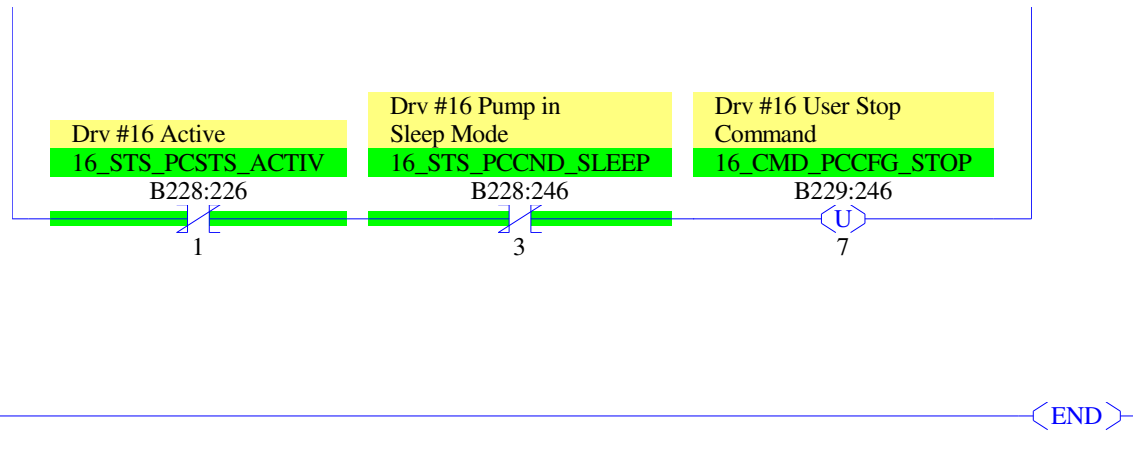 Drv #16 Active
16_STS_PCSTS_ACTIV
B228:226
1
Drv #16 Pump in
Sleep Mode
16_STS_PCCND_SLEEP
B228:246
3
Drv #16 User Stop
Command
16_CMD_PCCFG_STOP
B229:246
U
7
END